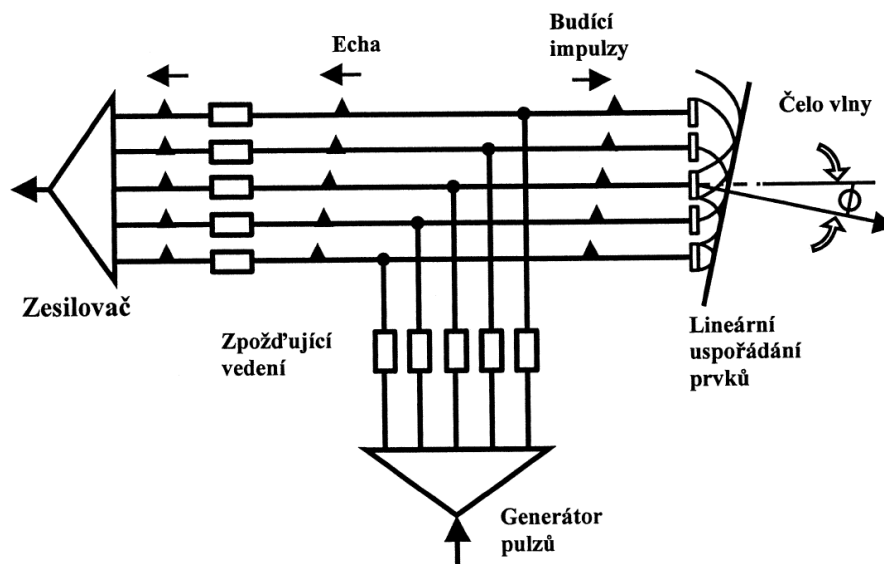 Budící
impulzy
Echa
Čelo vlny
ϕ
Zesilovač
Zpožďující
vedení
Lineární
uspořádání
prvků
Generátor
pulzů